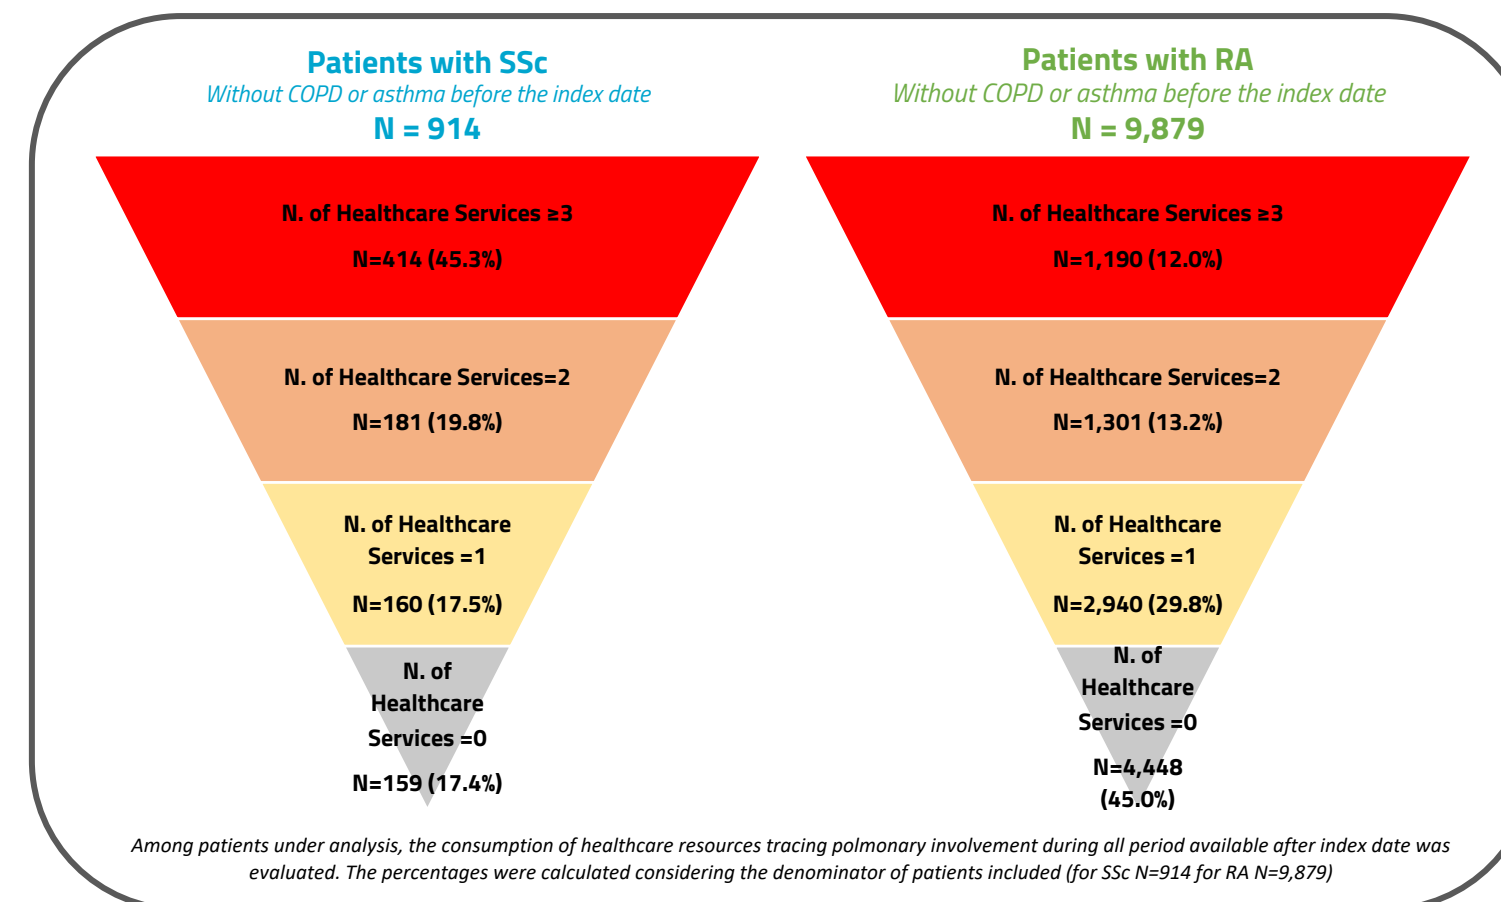 Patients with SSc
Without COPD or asthma before the index date
N = 914
N. of Healthcare Services ≥3
N=414 (45.3%)
N. of Healthcare Services=2
N=181 (19.8%)
N. of Healthcare
Services =1
N=160 (17.5%)
N. of
Healthcare
Services =0
N=159 (17.4%)
Patients with RA
Without COPD or asthma before the index date
N = 9,879
N. of Healthcare Services ≥3
N=1,190 (12.0%)
N. of Healthcare Services=2
N=1,301 (13.2%)
N. of Healthcare
Services =1
N=2,940 (29.8%)
N. of
Healthcare
Services =0
N=4,448
(45.0%)
Among patients under analysis, the consumption of healthcare resources tracing polmonary involvement during all period available after index date was
evaluated. The percentages were calculated considering the denominator of patients included (for SSc N=914 for RA N=9,879)